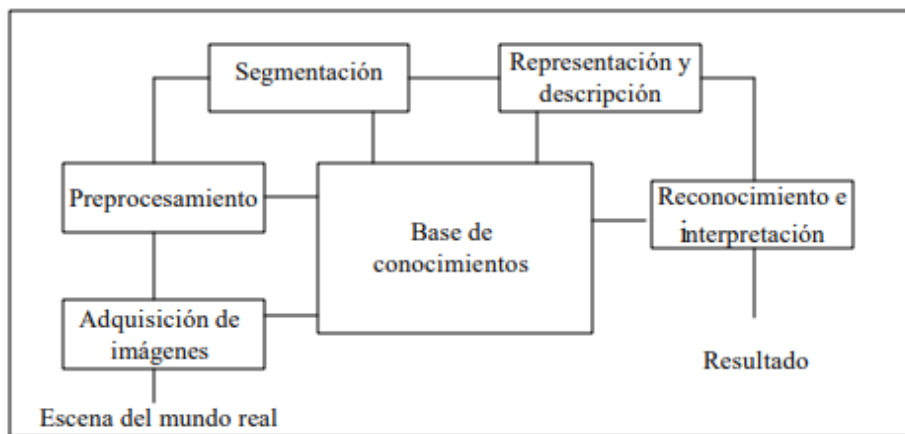 Segmentación
Representación y
descripción
Preprocesamiento
Base de
conocimientos
Reconocimiento e
interpretación
Adquisición de
imágenes
Resultado
Escena del mundo real